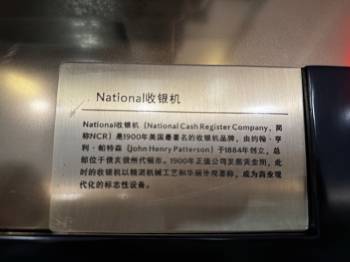 National收银机
National收银机（National Cash Register Company，简
称NCR）是1900年美国最著名的收银机品牌，由约翰·亨
利·帕特森（John Henry Patterson）于1884年创立，总
部位于俄亥俄州代顿市。1900年正值公司发展黄金期，此
时的收银机以精湛机械工艺和华丽外观著称，成为商业现
代化的标志性设备。